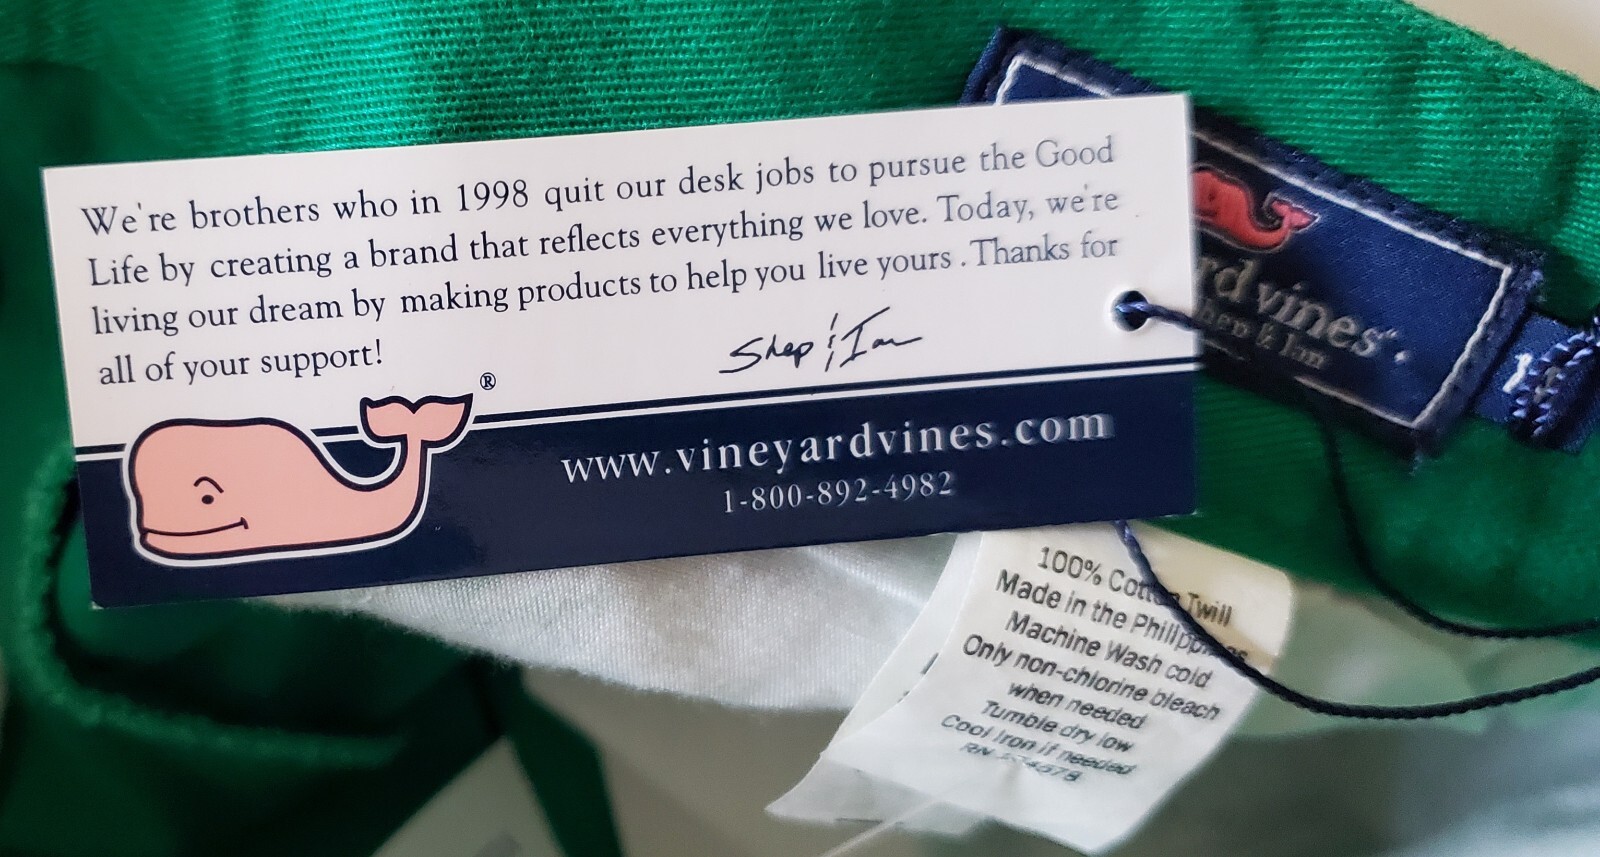 We're brothers who in 1998 quit our desk jobs to pursue the Good
Life by creating a brand that reflects everything we love. Today, we're
living our dream by making products to help you live yours . Thanks for
all of your support!
Shep & Ian
®
www.vineyardvines.com
1-800-892-4982
rd vines®.
hep & Ian
100% Cotton Twill
Made in the Philippines
Machine Wash cold
Only non-chlorine bleach
when needed
Tumble dry low
Cool Iron if needed